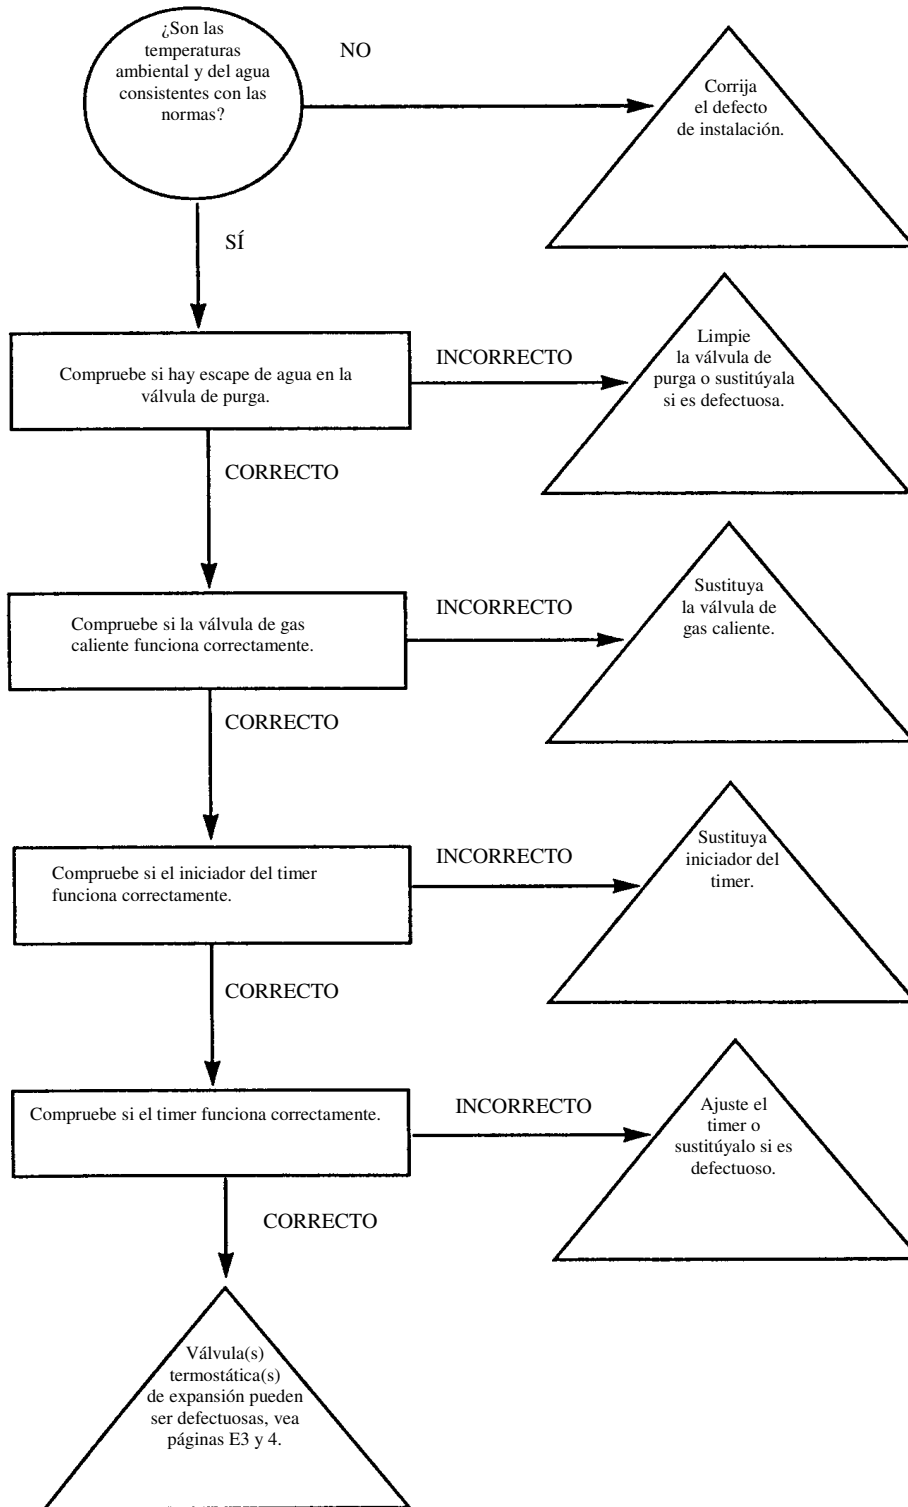 ¿Son las
temperaturas
ambiental y del agua
consistentes con las
normas?
NO
Corrija
el defecto
de instalación.
SÍ
Compruebe si hay escape de agua en la
válvula de purga.
INCORRECTO
Limpie
la válvula de
purga o sustitúyala
si es defectuosa.
CORRECTO
Compruebe si la válvula de gas
caliente funciona correctamente.
INCORRECTO
Sustituya
la válvula de
gas caliente.
CORRECTO
Compruebe si el iniciador del timer
funciona correctamente.
INCORRECTO
Sustituya
iniciador del
timer.
CORRECTO
Compruebe si el timer funciona correctamente.
INCORRECTO
Ajuste el
timer o
sustitúyalo si es
defectuoso.
CORRECTO
Válvula(s)
termostática(s)
de expansión pueden
ser defectuosas, vea
páginas E3 y 4.